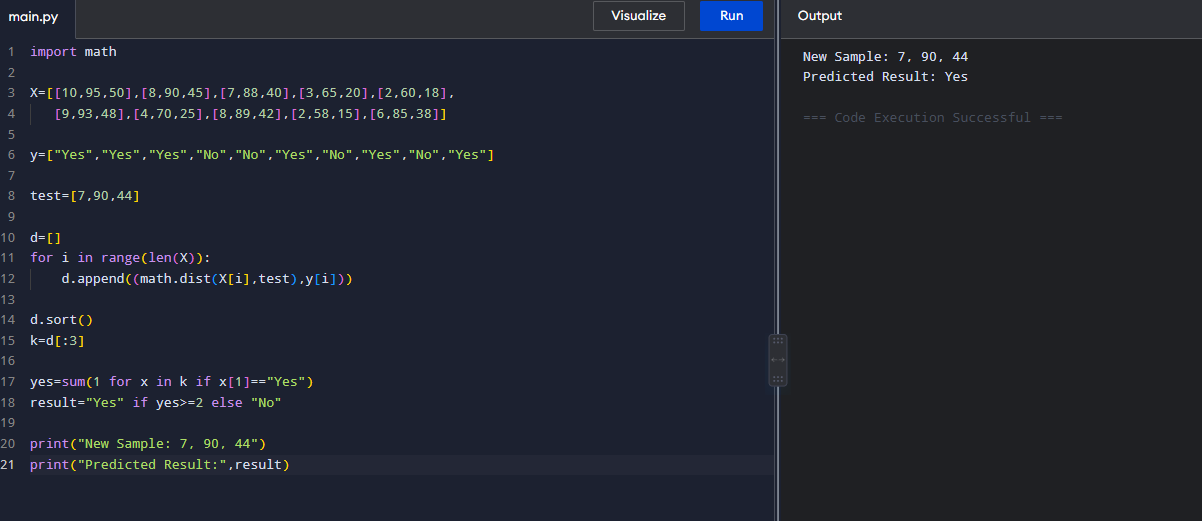 main.py
Visualize
Run
Output
1 import math
2
3 X=[[10,95,50],[8,90,45],[7,88,40],[3,65,20],[2,60,18],
4 [9,93,48],[4,70,25],[8,89,42],[2,58,15],[6,85,38]]
5
6 y=["Yes","Yes","Yes","No","No","Yes","No","Yes","No","Yes"]
7
8 test=[7,90,44]
9
10 d=[]
11 for i in range(len(X)):
12 d.append((math.dist(X[i],test),y[i]))
13
14 d.sort()
15 k=d[:3]
16
17 yes=sum(1 for x in k if x[1]=="Yes")
18 result="Yes" if yes>=2 else "No"
19
20 print("New Sample: 7, 90, 44")
21 print("Predicted Result:",result)
New Sample: 7, 90, 44
Predicted Result: Yes
=== Code Execution Successful ===